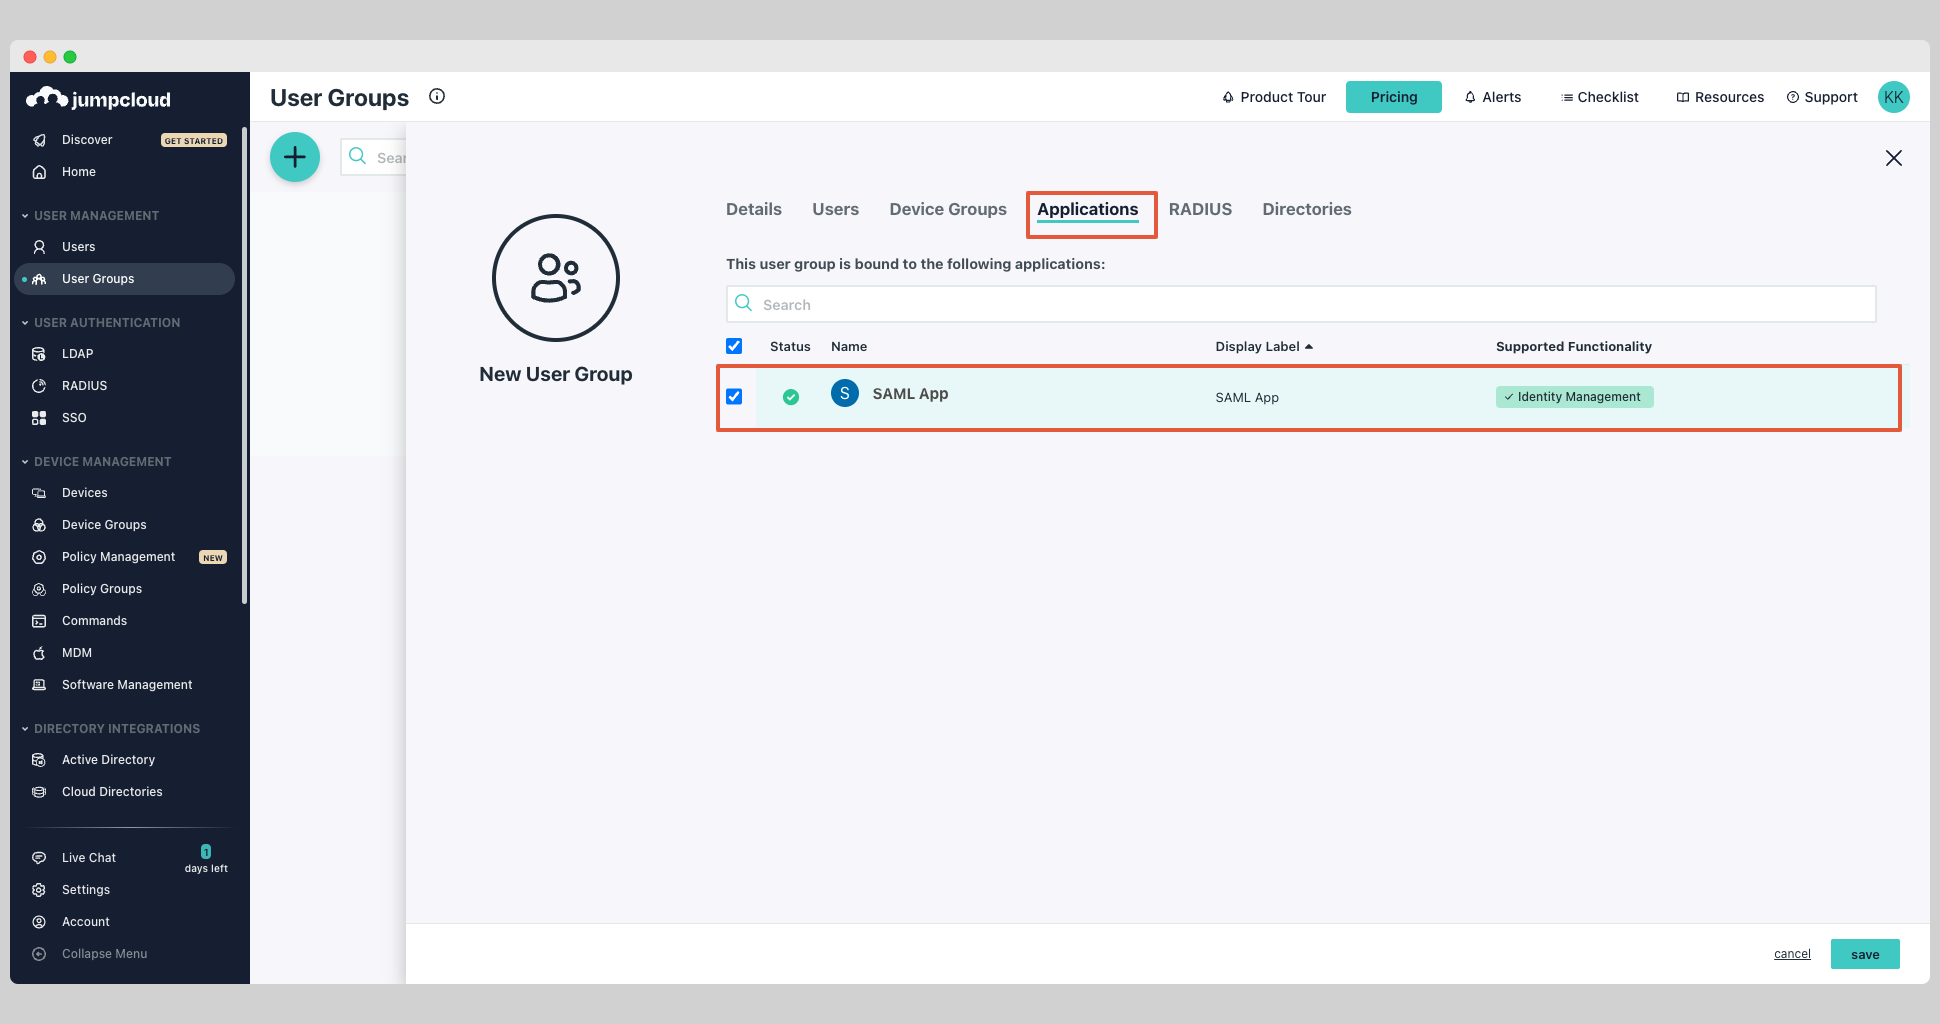 jumpcloud
Discover
GET STARTED
Home
USER MANAGEMENT
Users
User Groups
USER AUTHENTICATION
LDAP
RADIUS
SSO
DEVICE MANAGEMENT
Devices
Device Groups
Policy Management
NEW
Policy Groups
Commands
MDM
Software Management
DIRECTORY INTEGRATIONS
Active Directory
Cloud Directories
Live Chat
1
days left
Settings
Account
Collapse Menu
User Groups
Product Tour
Pricing
Alerts
Checklist
Resources
Support
KK
Sear
New User Group
Details
Users
Device Groups
Applications
RADIUS
Directories
This user group is bound to the following applications:
Search
Status
Name
Display Label
Supported Functionality
S
SAML App
SAML App
Identity Management
cancel
save